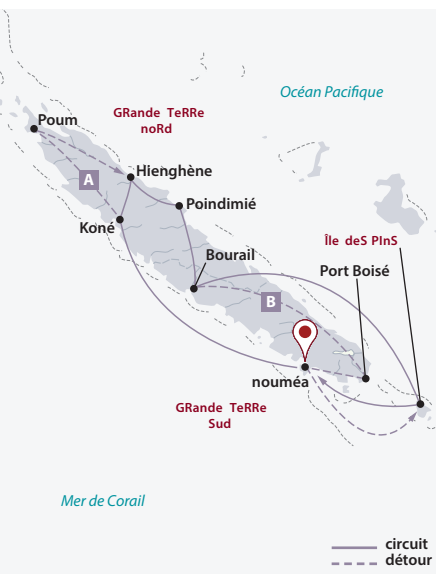 Océan Pacifique
GRande TeRRe
noRd
Poum
Hienghène
A
Poindimié
Koné
Île deS PInS
Bourail
Port Boisé
B
nouméa
GRande TeRRe
Sud
Mer de Corail
circuit
détour